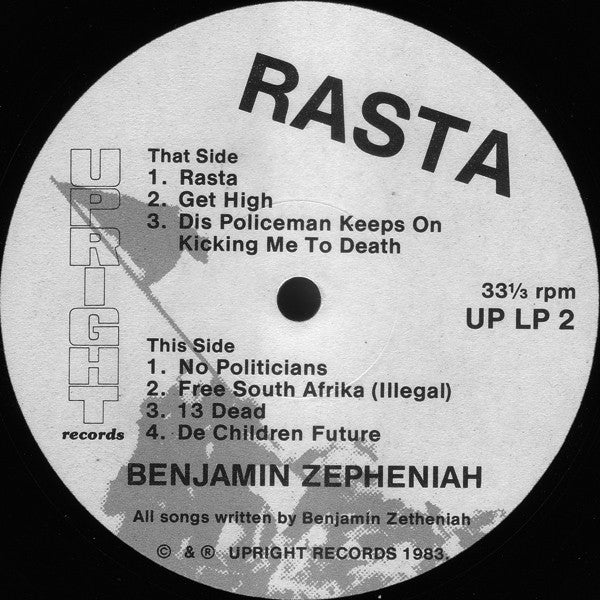 RASTA
UPRIGHT
records
That Side
1. Rasta
2. Get High
3. Dis Policeman Keeps On
Kicking Me To Death
33⅓ rpm
UP LP 2
This Side
1. No Politicians
2. Free South Afrika (Illegal)
3. 13 Dead
4. De Children Future
BENJAMIN ZEPHENIAH
All songs written by Benjamin Zetheniah
© & ® UPRIGHT RECORDS 1983